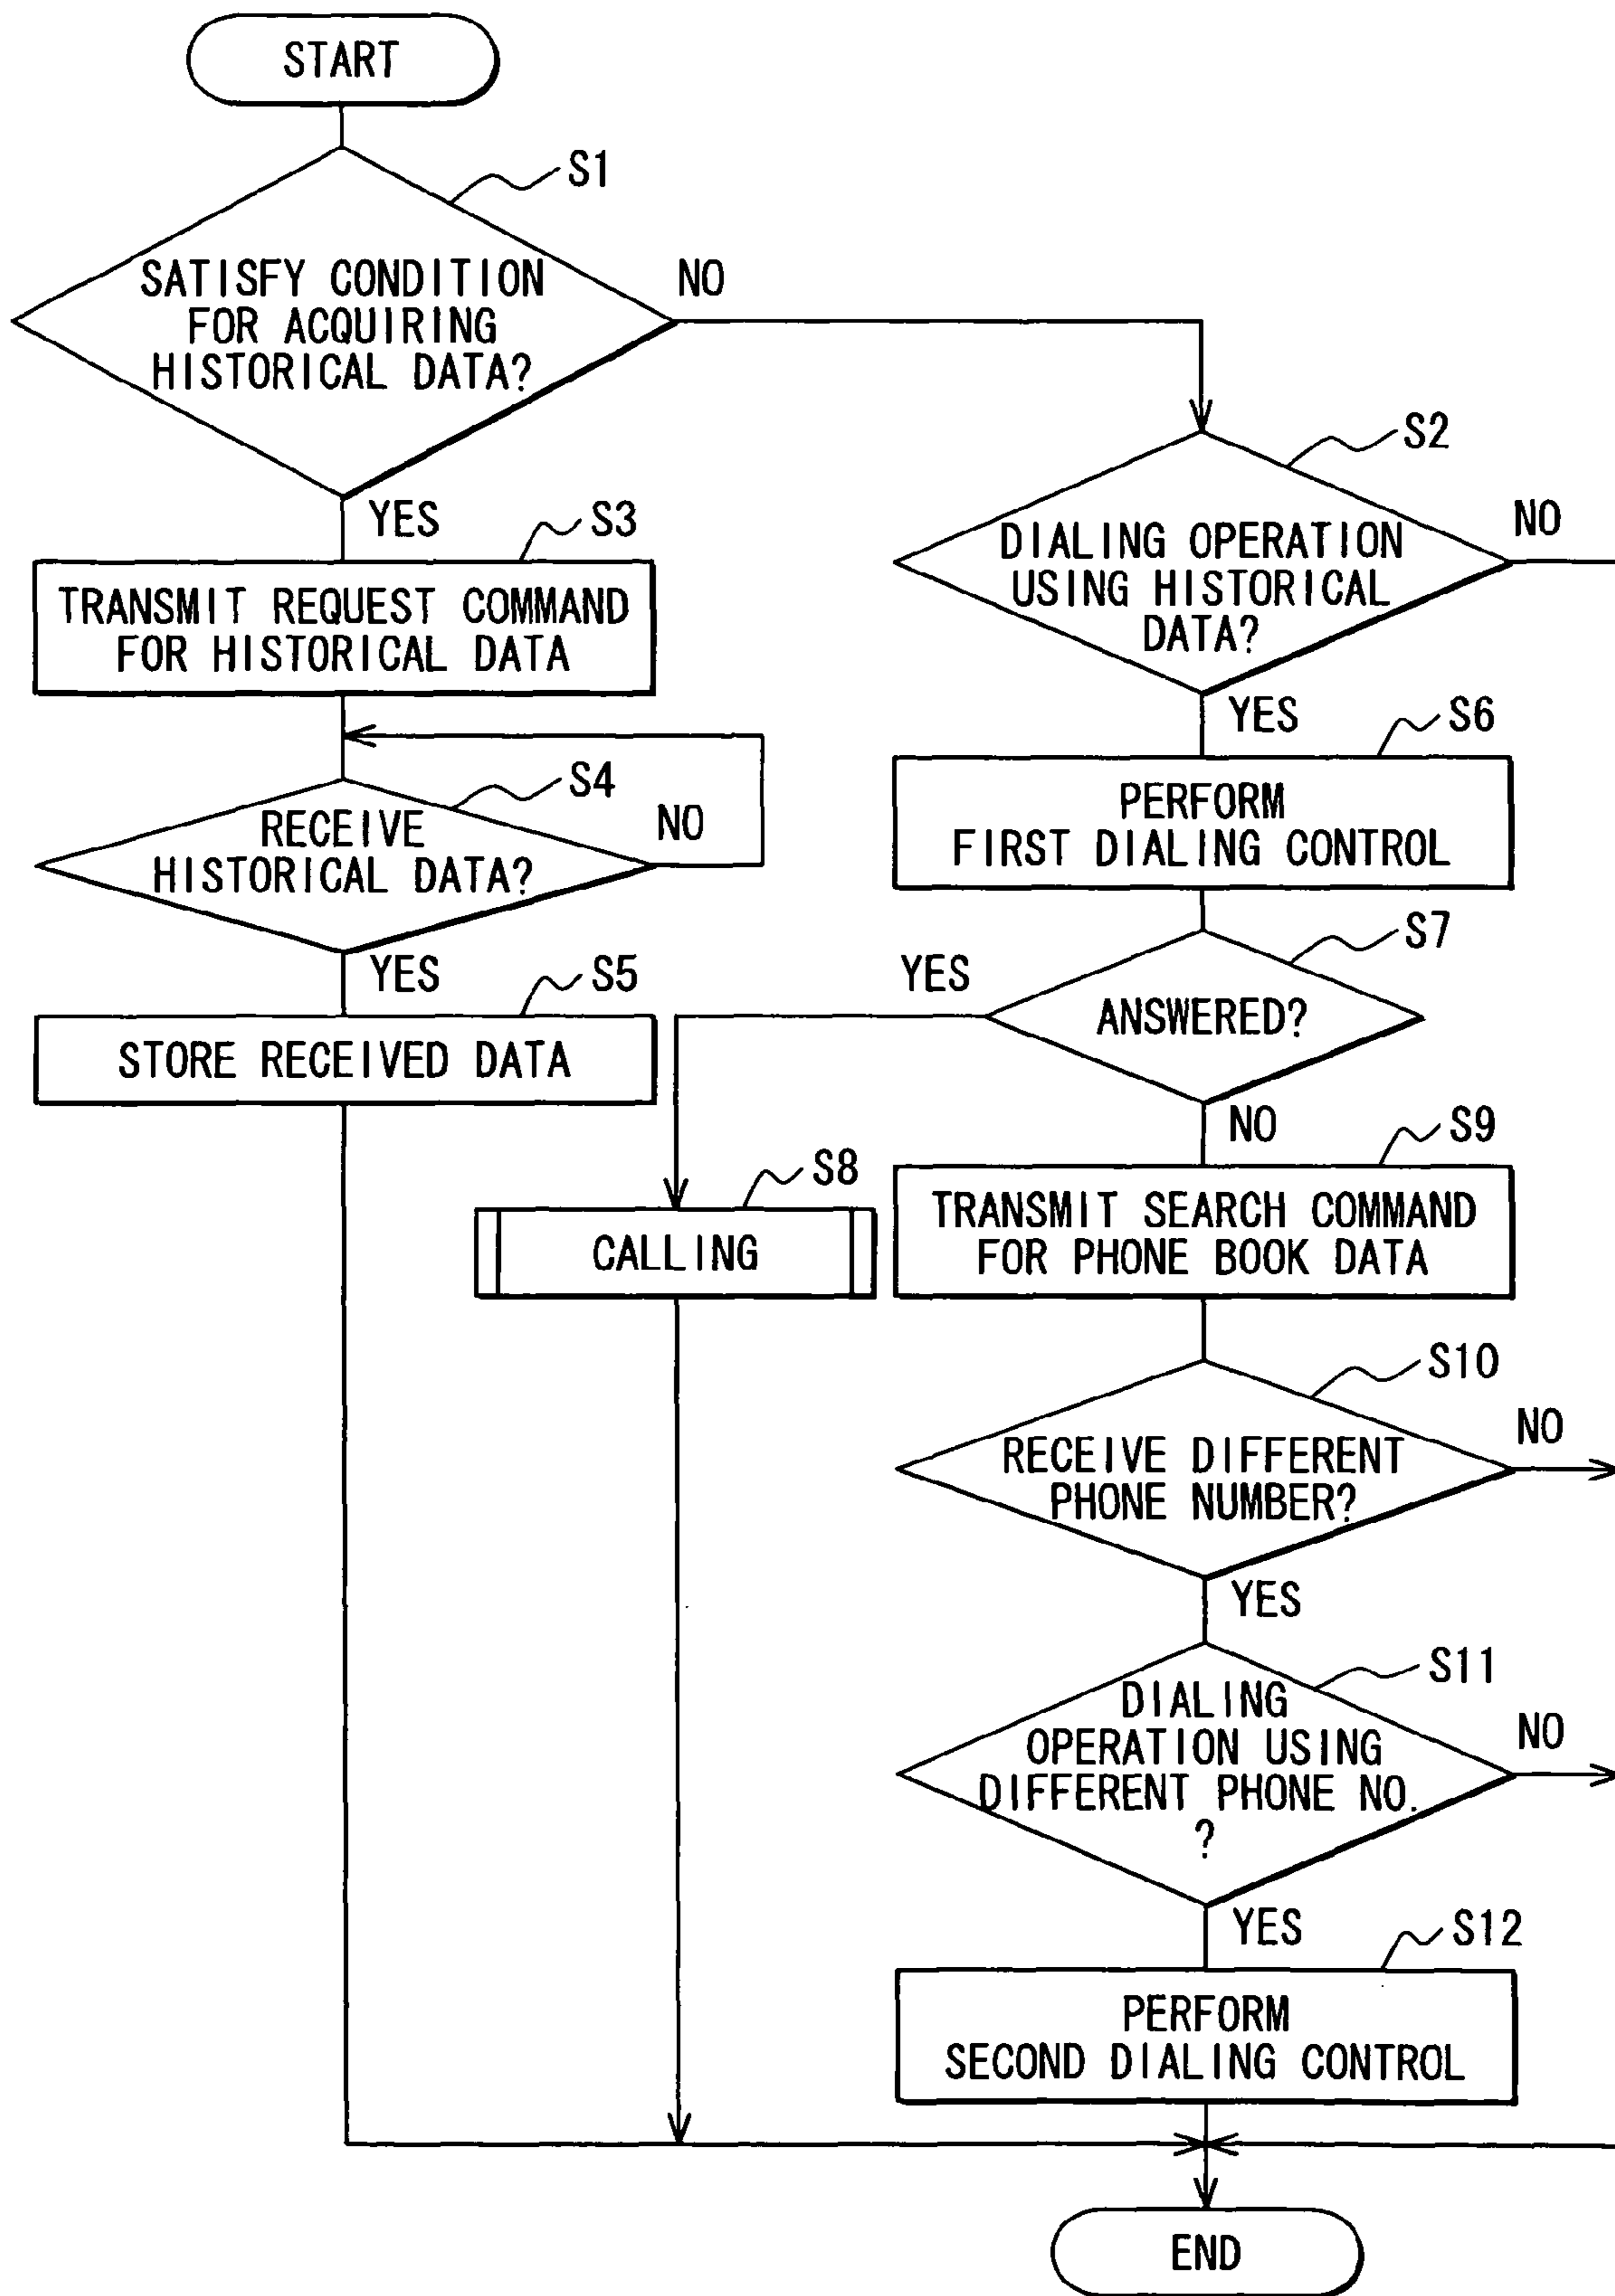 START
S1
SATISFY CONDITION
FOR ACQUIRING
HISTORICAL DATA?
NO
YES
S2
DIALING OPERATION
USING HISTORICAL
DATA?
NO
YES
S3
TRANSMIT REQUEST COMMAND
FOR HISTORICAL DATA
S4
RECEIVE
HISTORICAL DATA?
NO
YES
S5
STORE RECEIVED DATA
S6
PERFORM
FIRST DIALING CONTROL
S7
ANSWERED?
YES
NO
S8
CALLING
S9
TRANSMIT SEARCH COMMAND
FOR PHONE BOOK DATA
S10
RECEIVE DIFFERENT
PHONE NUMBER?
NO
YES
S11
DIALING
OPERATION USING
DIFFERENT PHONE NO.
?
NO
YES
S12
PERFORM
SECOND DIALING CONTROL
END